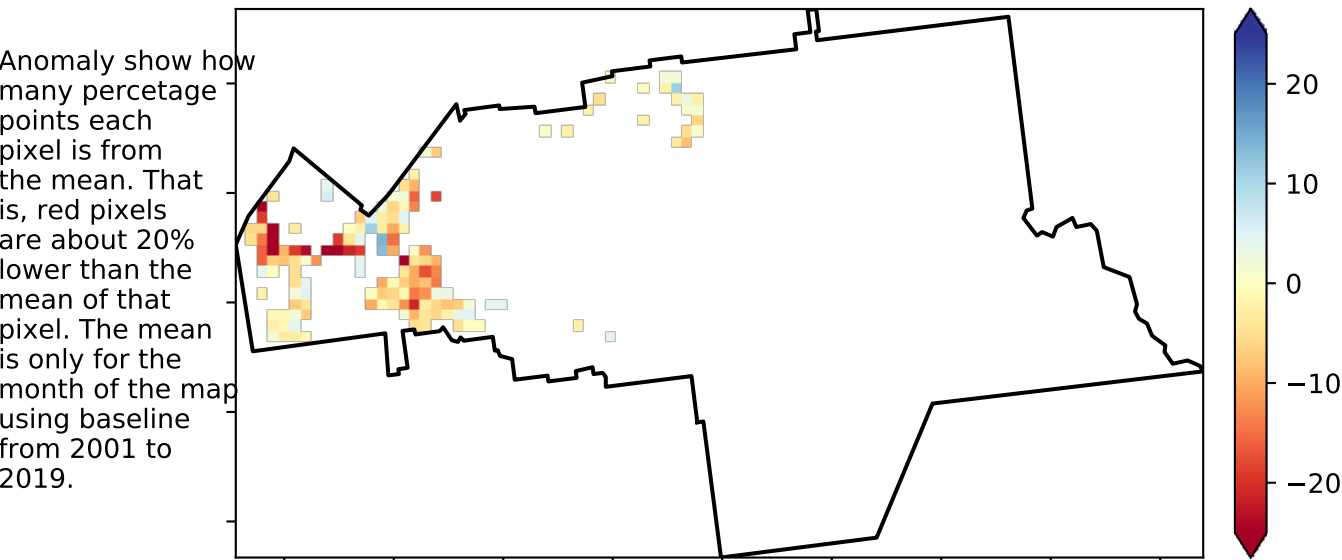 Anomaly show how
many percetage
points each
pixel is from
the mean. That
is, red pixels
are about 20%
lower than the
mean of that
pixel. The mean
is only for the
month of the map
using baseline
from 2001 to
2019.
20
10
0
−10
−20